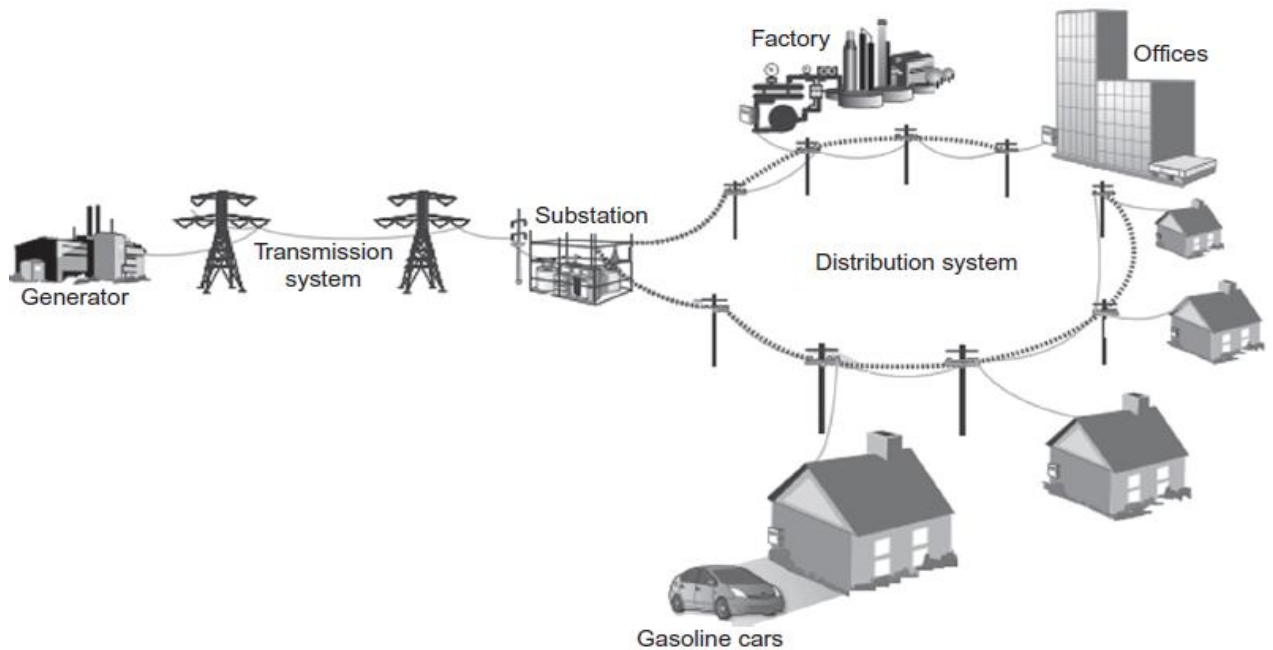 Factory
Offices
Substation
Transmission
system
Distribution system
Generator
Gasoline cars